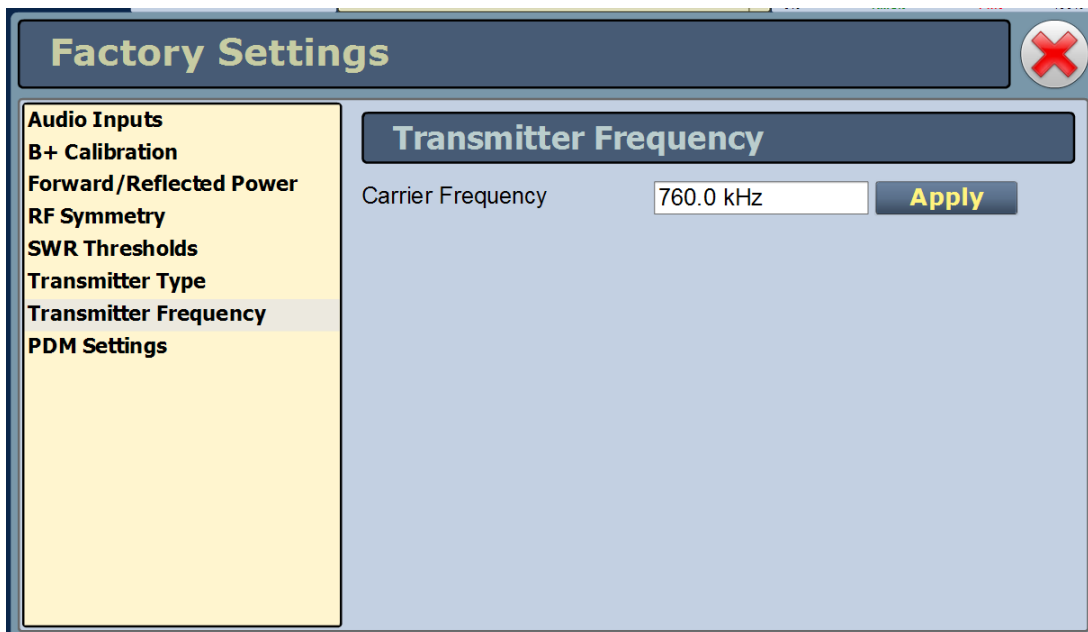 Factory Settings
Audio Inputs
B+ Calibration
Forward/Reflected Power
RF Symmetry
SWR Thresholds
Transmitter Type
Transmitter Frequency
PDM Settings
Transmitter Frequency
Carrier Frequency 760.0 kHz Apply